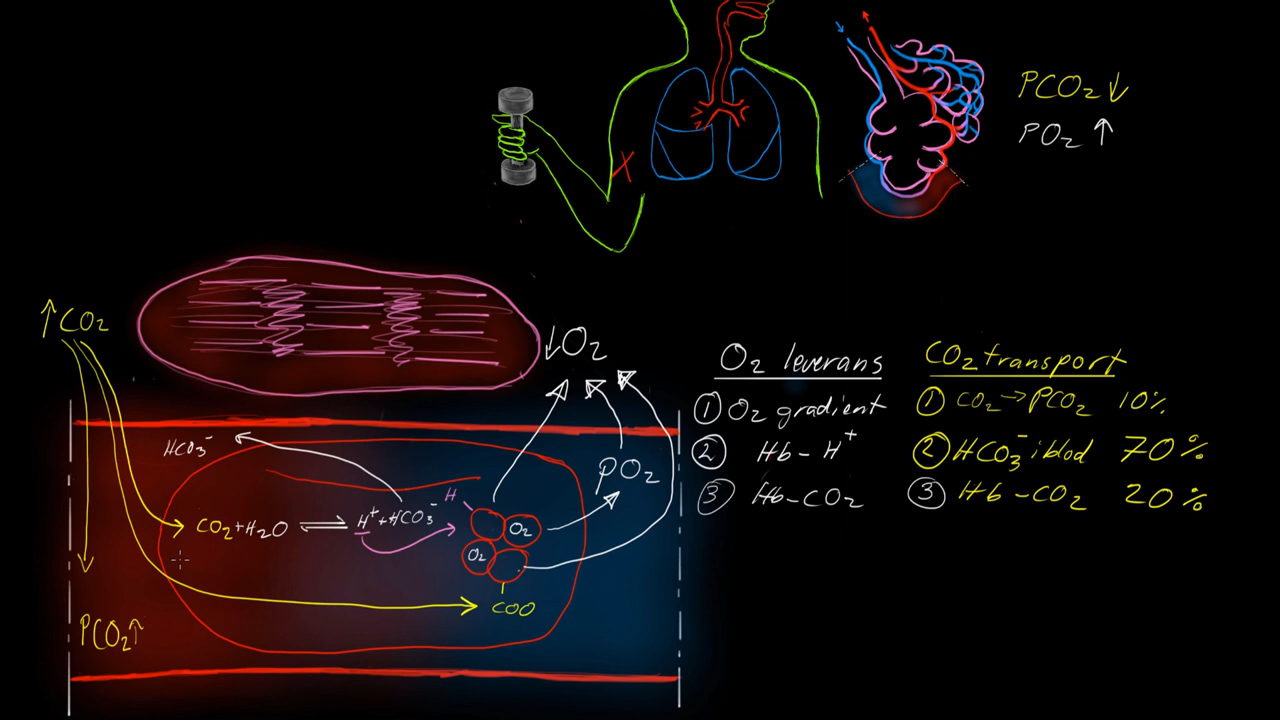 PCO₂↓
PO₂↑
X
↑CO₂
↓O₂
O₂ leverans
① O₂ gradient
② Hb-H⁺
③ Hb-CO₂
CO₂ transport
① CO₂→PCO₂ 10%
② HCO₃⁻ i blod 70%
③ Hb-CO₂ 20%
HCO₃⁻
PO₂
CO₂+H₂O ⇌ H⁺+HCO₃⁻
H
O₂
O₂
COO
PCO₂↑